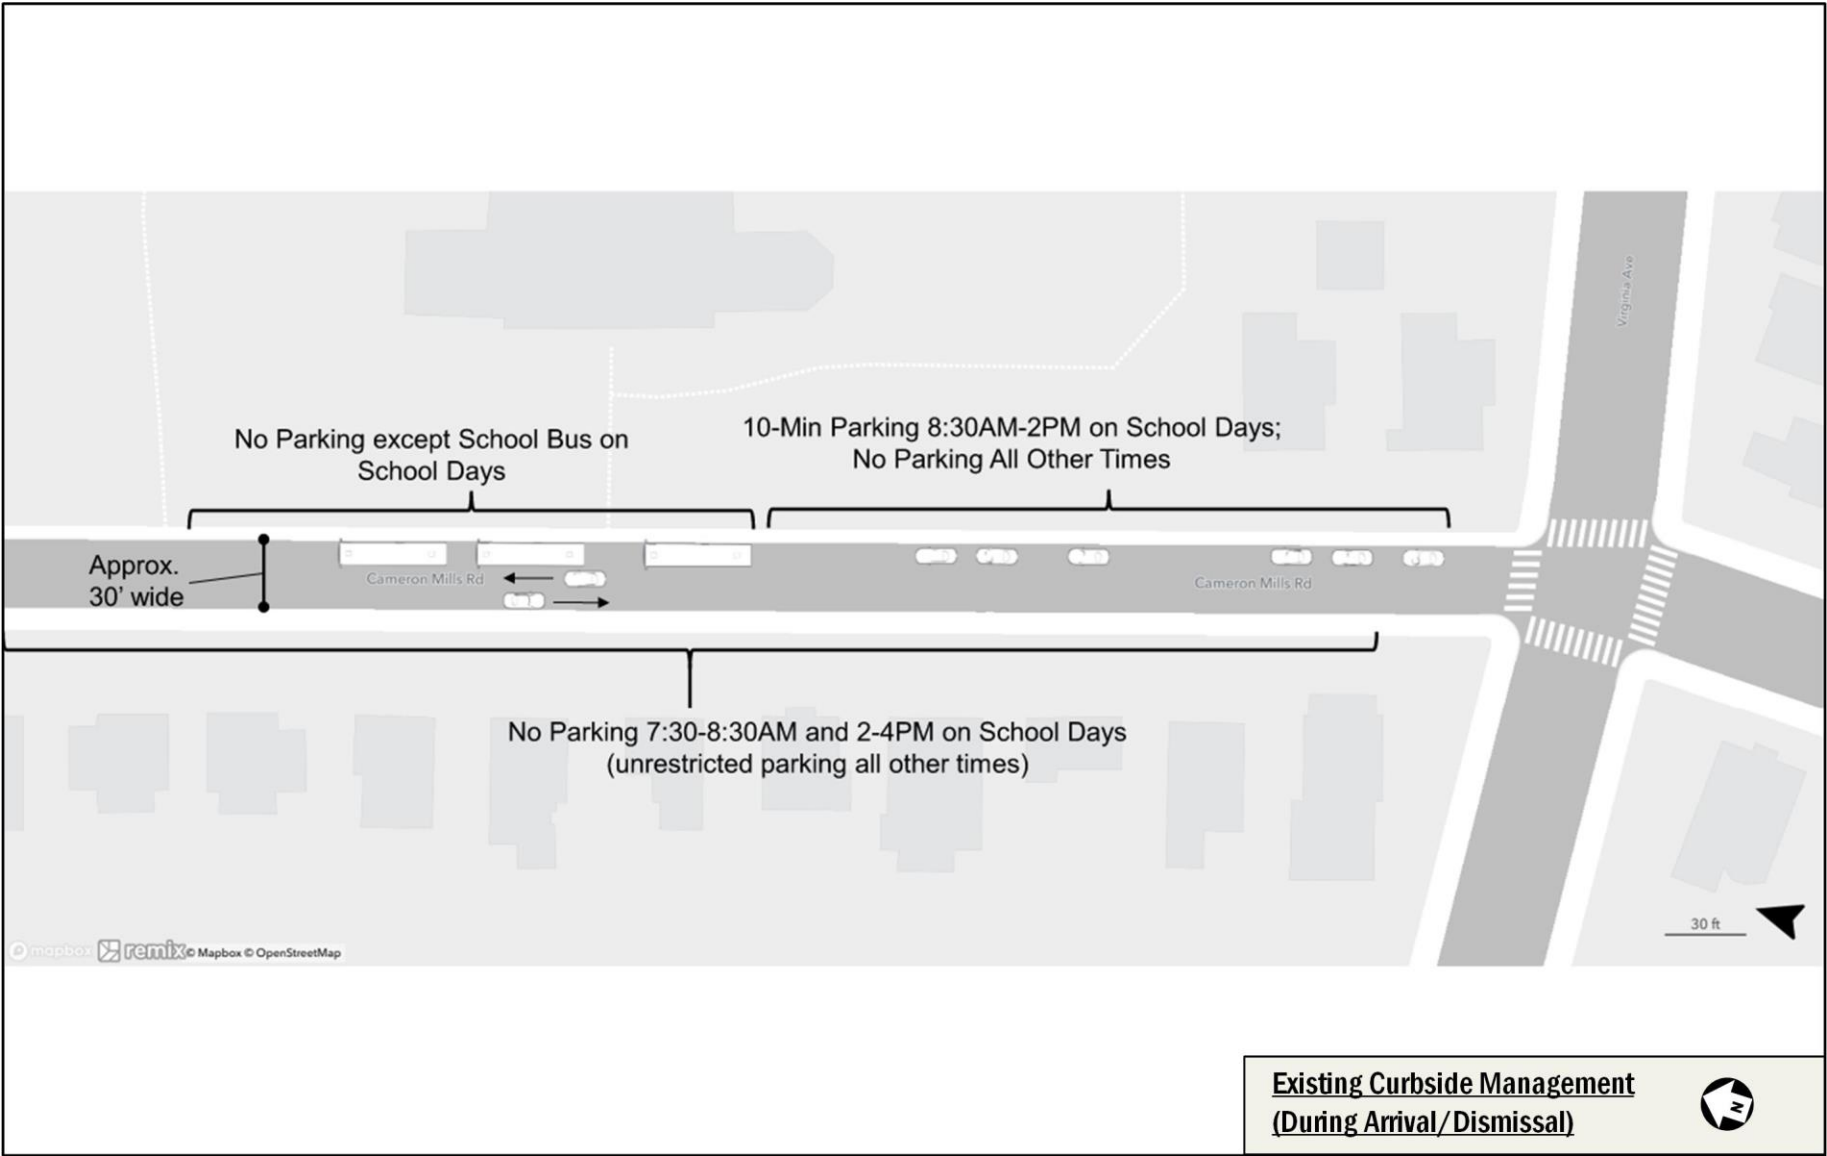 Virginia Ave
No Parking except School Bus on
School Days
10-Min Parking 8:30AM-2PM on School Days;
No Parking All Other Times
Approx.
30' wide
Cameron Mills Rd
Cameron Mills Rd
No Parking 7:30-8:30AM and 2-4PM on School Days
(unrestricted parking all other times)
30 ft
mapbox remix © Mapbox © OpenStreetMap
Existing Curbside Management
(During Arrival/Dismissal)
N